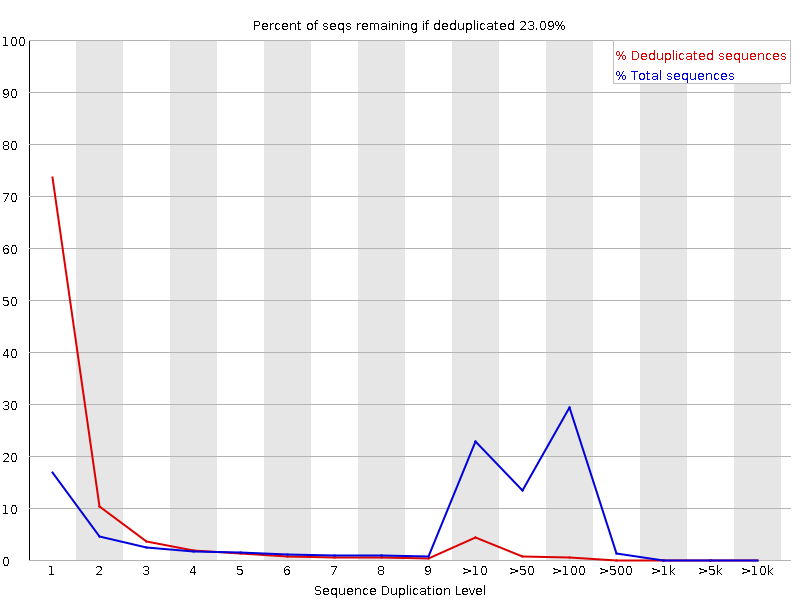 Percent of seqs remaining if deduplicated 23.09%
% Deduplicated sequences
% Total sequences
100
90
80
70
60
50
40
30
20
10
0
1 2 3 4 5 6 7 8 9 >10 >50 >100 >500 >1k >5k >10k
Sequence Duplication Level